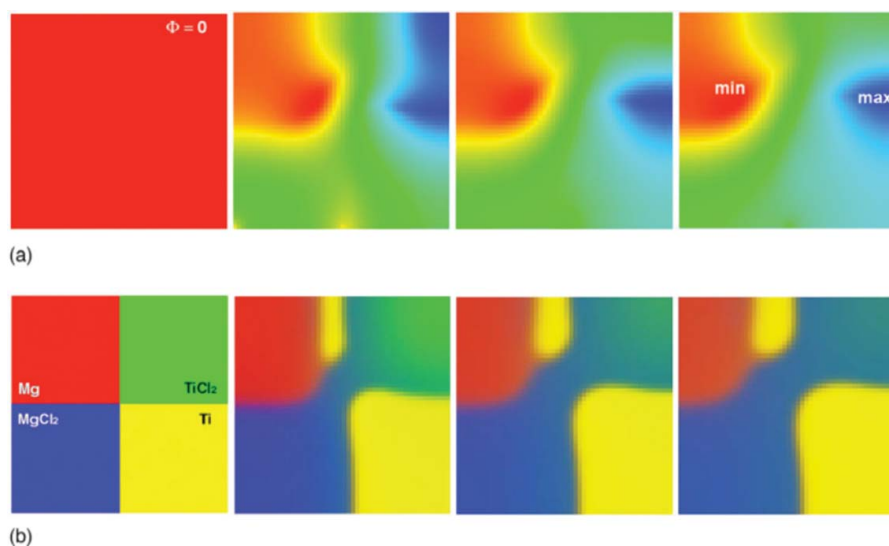 Φ = 0
min
max
(a)
Mg
TiCl₂
MgCl₂
Ti
(b)